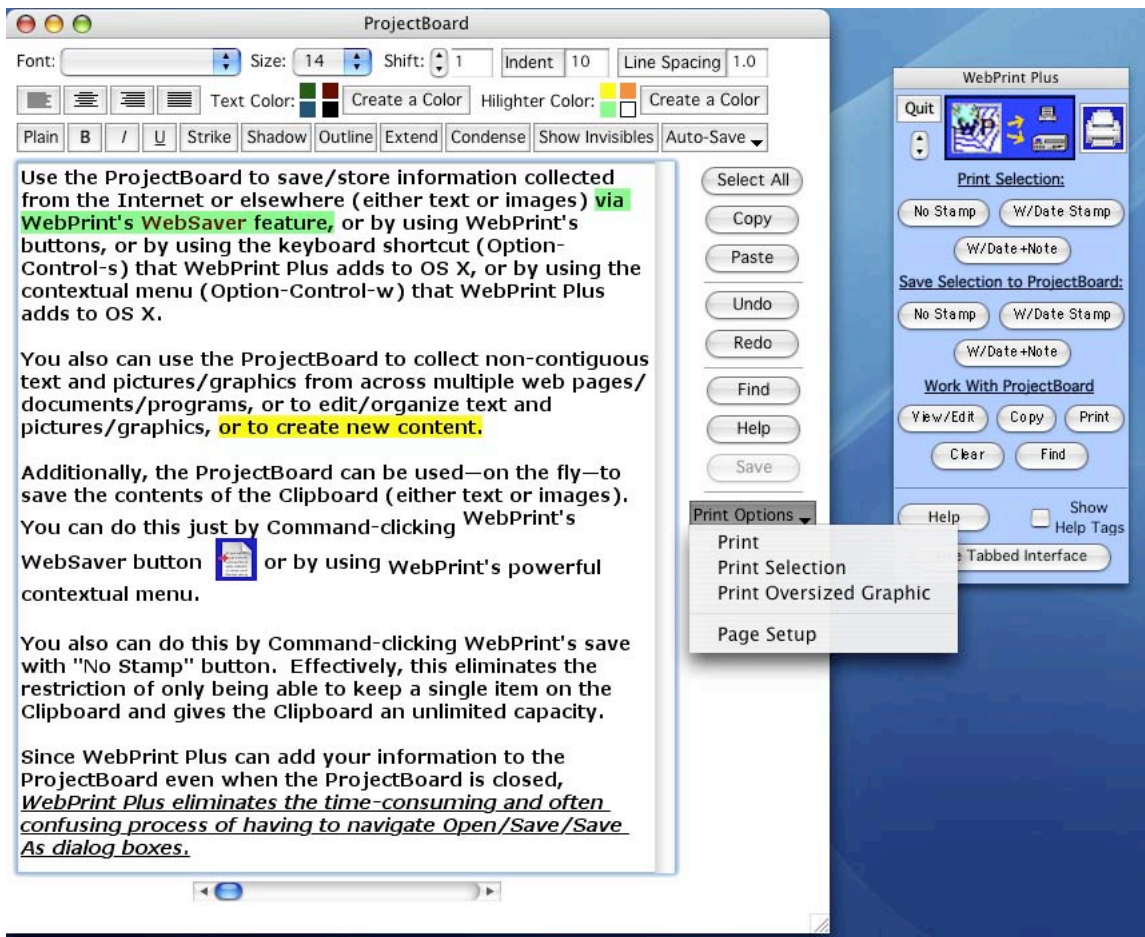 ProjectBoard
Font: Size: 14 Shift: 1 Indent 10 Line Spacing 1.0
Text Color: Create a Color Hilighter Color: Create a Color
Plain B I U Strike Shadow Outline Extend Condense Show Invisibles Auto-Save
Use the ProjectBoard to save/store information collected
from the Internet or elsewhere (either text or images) via
WebPrint's WebSaver feature, or by using WebPrint's
buttons, or by using the keyboard shortcut (Option-
Control-s) that WebPrint Plus adds to OS X, or by using the
contextual menu (Option-Control-w) that WebPrint Plus
adds to OS X.
You also can use the ProjectBoard to collect non-contiguous
text and pictures/graphics from across multiple web pages/
documents/programs, or to edit/organize text and
pictures/graphics, or to create new content.
Additionally, the ProjectBoard can be used—on the fly—to
save the contents of the Clipboard (either text or images).
You can do this just by Command-clicking WebPrint's
WebSaver button or by using WebPrint's powerful
contextual menu.
You also can do this by Command-clicking WebPrint's save
with "No Stamp" button. Effectively, this eliminates the
restriction of only being able to keep a single item on the
Clipboard and gives the Clipboard an unlimited capacity.
Since WebPrint Plus can add your information to the
ProjectBoard even when the ProjectBoard is closed,
WebPrint Plus eliminates the time-consuming and often
confusing process of having to navigate Open/Save/Save
As dialog boxes.
Select All
Copy
Paste
Undo
Redo
Find
Help
Save
Print Options
Print
Print Selection
Print Oversized Graphic
Page Setup
WebPrint Plus
Quit
WP
Print Selection:
No Stamp W/Date Stamp
W/Date+Note
Save Selection to ProjectBoard:
No Stamp W/Date Stamp
W/Date+Note
Work With ProjectBoard
View/Edit Copy Print
Clear Find
Help Show
Help Tags
Tabbed Interface